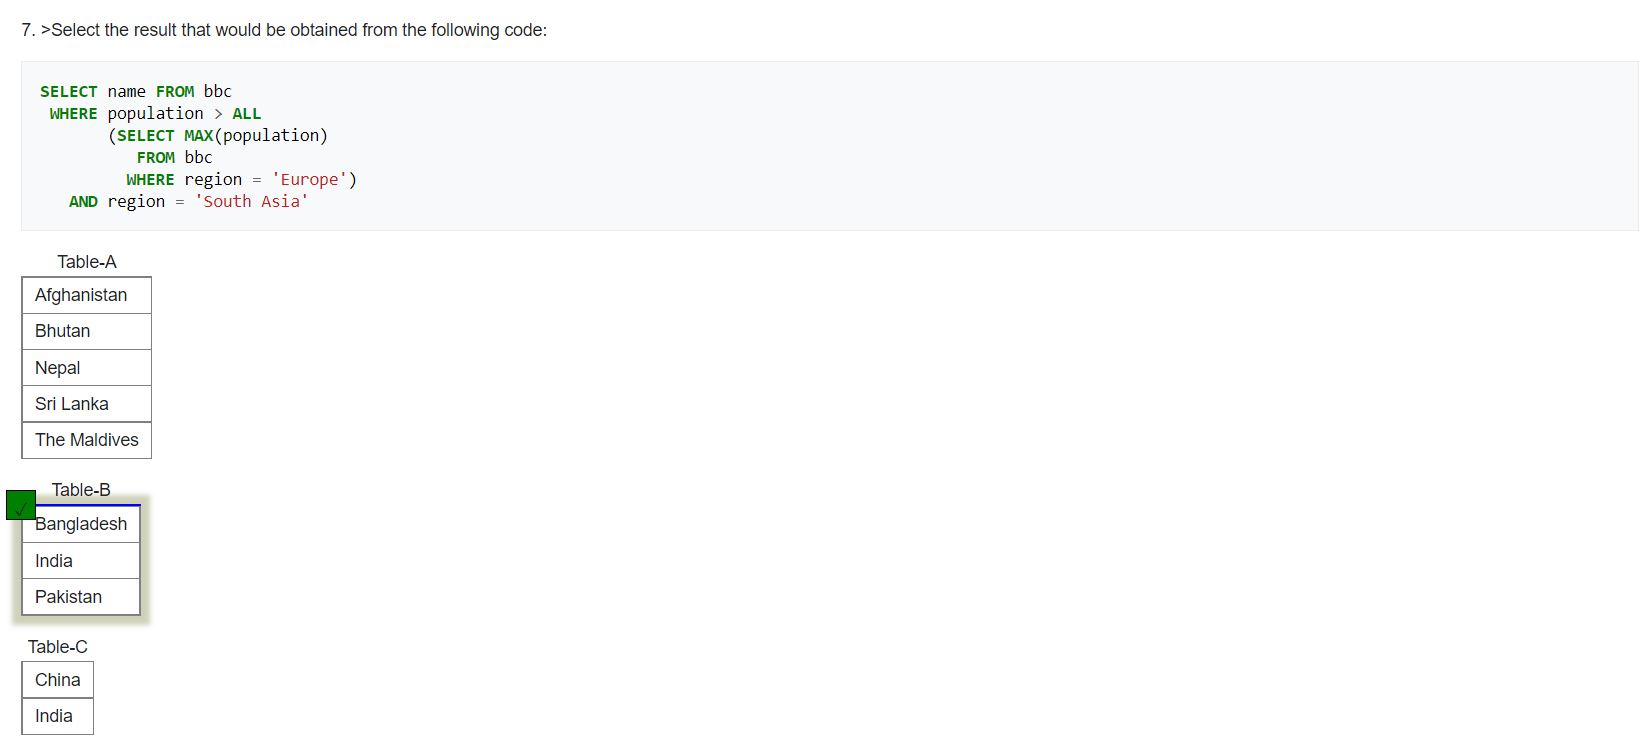 7. >Select the result that would be obtained from the following code:
SELECT name FROM bbc
WHERE population > ALL
(SELECT MAX(population)
FROM bbc
WHERE region = 'Europe')
AND region = 'South Asia'
Table-A
Afghanistan
Bhutan
Nepal
Sri Lanka
The Maldives
Table-B
✓
Bangladesh
India
Pakistan
Table-C
China
India